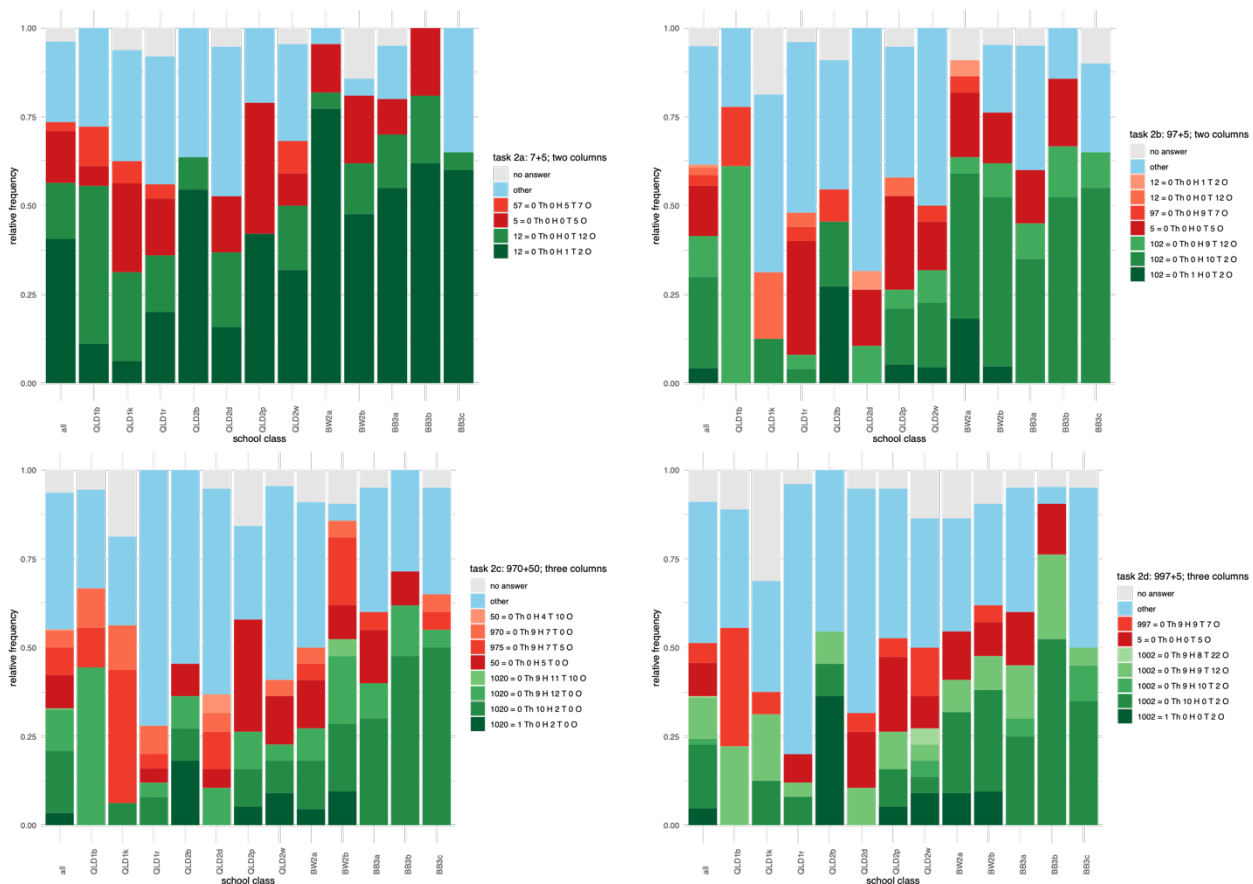 1.00
0.75
0.50
0.25
0.00
relative frequency
all
QLD1b
QLD1k
QLD1r
QLD2b
QLD2d
QLD2p
QLD2w
BW2a
BW2b
BB3a
BB3b
BB3c
school class
task 2a: 7+5; two columns
no answer
other
57 = 0 Th 0 H 5 T 7 O
5 = 0 Th 0 H 0 T 5 O
12 = 0 Th 0 H 0 T 12 O
12 = 0 Th 0 H 1 T 2 O
1.00
0.75
0.50
0.25
0.00
relative frequency
all
QLD1b
QLD1k
QLD1r
QLD2b
QLD2d
QLD2p
QLD2w
BW2a
BW2b
BB3a
BB3b
BB3c
school class
task 2b: 97+5; two columns
no answer
other
12 = 0 Th 0 H 1 T 2 O
12 = 0 Th 0 H 0 T 12 O
97 = 0 Th 0 H 9 T 7 O
5 = 0 Th 0 H 0 T 5 O
102 = 0 Th 0 H 9 T 12 O
102 = 0 Th 0 H 10 T 2 O
102 = 0 Th 1 H 0 T 2 O
1.00
0.75
0.50
0.25
0.00
relative frequency
all
QLD1b
QLD1k
QLD1r
QLD2b
QLD2d
QLD2p
QLD2w
BW2a
BW2b
BB3a
BB3b
BB3c
school class
task 2c: 970+50; three columns
no answer
other
50 = 0 Th 0 H 4 T 10 O
970 = 0 Th 9 H 7 T 0 O
975 = 0 Th 9 H 7 T 5 O
50 = 0 Th 0 H 5 T 0 O
1020 = 0 Th 9 H 11 T 10 O
1020 = 0 Th 9 H 12 T 0 O
1020 = 0 Th 10 H 2 T 0 O
1020 = 1 Th 0 H 2 T 0 O
1.00
0.75
0.50
0.25
0.00
relative frequency
all
QLD1b
QLD1k
QLD1r
QLD2b
QLD2d
QLD2p
QLD2w
BW2a
BW2b
BB3a
BB3b
BB3c
school class
task 2d: 997+5; three columns
no answer
other
997 = 0 Th 9 H 9 T 7 O
5 = 0 Th 0 H 0 T 5 O
1002 = 0 Th 9 H 8 T 22 O
1002 = 0 Th 9 H 9 T 12 O
1002 = 0 Th 9 H 10 T 2 O
1002 = 0 Th 10 H 0 T 2 O
1002 = 1 Th 0 H 0 T 2 O